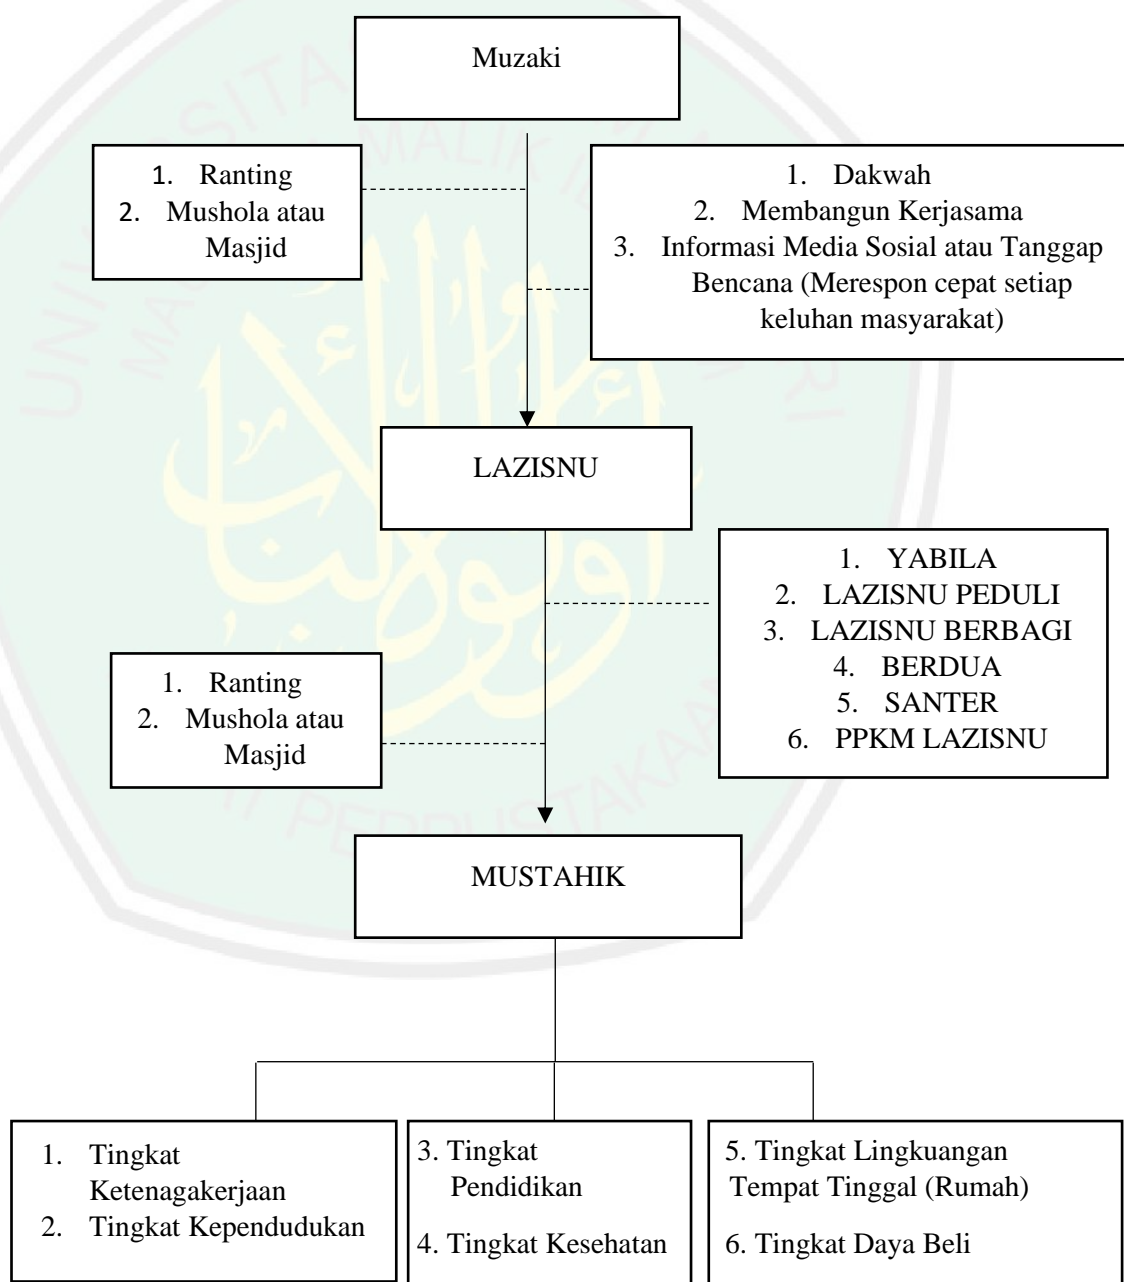 Muzaki
1. Ranting
2. Mushola atau
Masjid
1. Dakwah
2. Membangun Kerjasama
3. Informasi Media Sosial atau Tanggap
Bencana (Merespon cepat setiap
keluhan masyarakat)
LAZISNU
1. YABILA
2. LAZISNU PEDULI
3. LAZISNU BERBAGI
4. BERDUA
5. SANTER
6. PPKM LAZISNU
1. Ranting
2. Mushola atau
Masjid
MUSTAHIK
1. Tingkat
Ketenagakerjaan
2. Tingkat Kependudukan
3. Tingkat
Pendidikan
4. Tingkat Kesehatan
5. Tingkat Lingkuangan
Tempat Tinggal (Rumah)
6. Tingkat Daya Beli